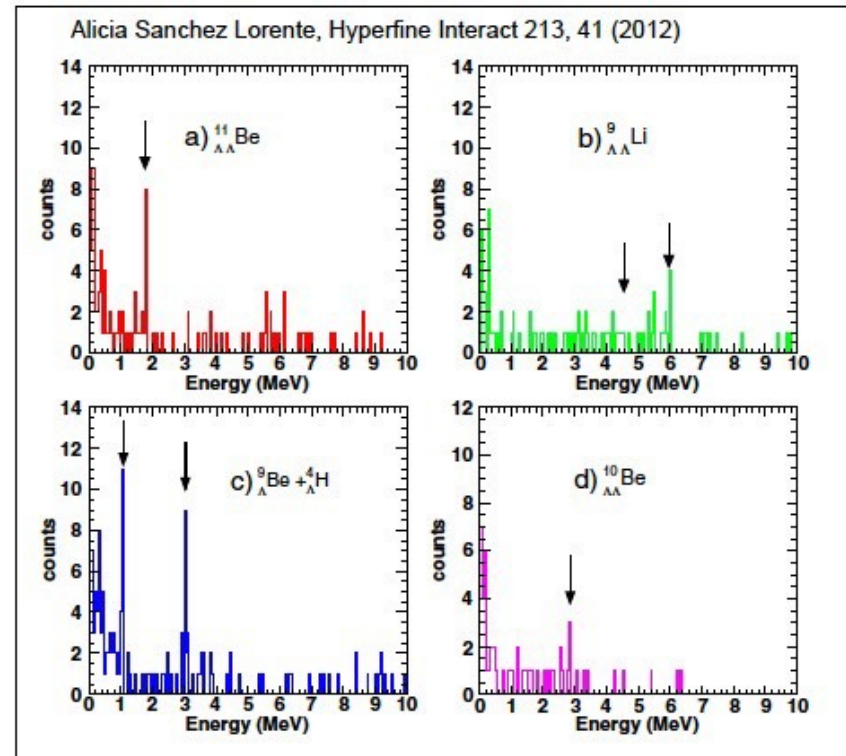 Alicia Sanchez Lorente, Hyperfine Interact 213, 41 (2012)
14
12
10
8
6
4
2
0
counts
a) ¹¹ΛΛBe
0 1 2 3 4 5 6 7 8 9 10
Energy (MeV)
14
12
10
8
6
4
2
0
counts
b) ⁹ΛΛLi
0 1 2 3 4 5 6 7 8 9 10
Energy (MeV)
14
12
10
8
6
4
2
0
counts
c) ⁹ΛBe +⁴ΛH
0 1 2 3 4 5 6 7 8 9 10
Energy (MeV)
12
10
8
6
4
2
0
counts
d) ¹⁰ΛΛBe
0 1 2 3 4 5 6 7 8 9 10
Energy (MeV)